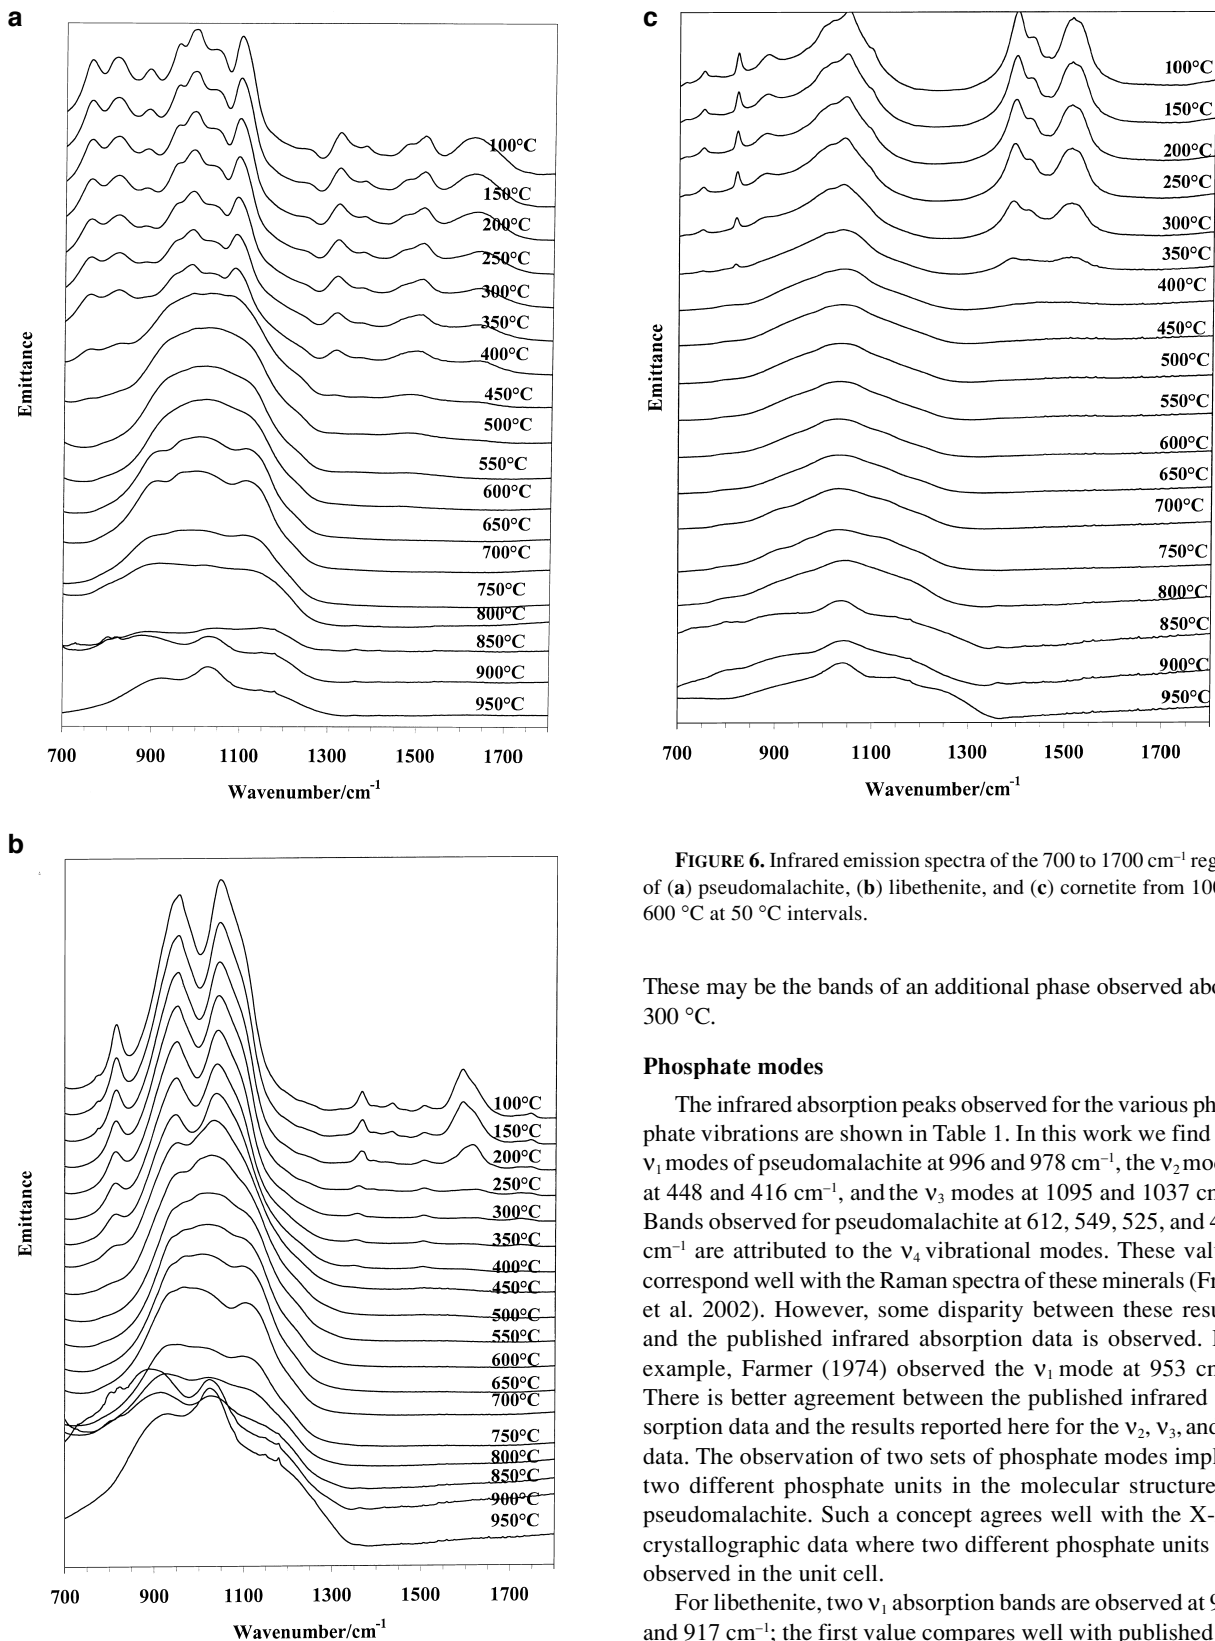 a
100°C
150°C
200°C
250°C
300°C
350°C
400°C
450°C
500°C
550°C
600°C
650°C
700°C
750°C
800°C
850°C
900°C
950°C
Emittance
700 900 1100 1300 1500 1700
Wavenumber/cm⁻¹
b
100°C
150°C
200°C
250°C
300°C
350°C
400°C
450°C
500°C
550°C
600°C
650°C
700°C
750°C
800°C
850°C
900°C
950°C
Emittance
700 900 1100 1300 1500 1700
Wavenumber/cm⁻¹
c
100°C
150°C
200°C
250°C
300°C
350°C
400°C
450°C
500°C
550°C
600°C
650°C
700°C
750°C
800°C
850°C
900°C
950°C
Emittance
700 900 1100 1300 1500 1700
Wavenumber/cm⁻¹
FIGURE 6. Infrared emission spectra of the 700 to 1700 cm⁻¹
of (a) pseudomalachite, (b) libethenite, and (c) cornetite from
600 °C at 50 °C intervals.
These may be the bands of an additional phase observed
300 °C.
Phosphate modes
The infrared absorption peaks observed for the various
phate vibrations are shown in Table 1. In this work we find
ν₁ modes of pseudomalachite at 996 and 978 cm⁻¹, the ν₂
at 448 and 416 cm⁻¹, and the ν₃ modes at 1095 and 1037
Bands observed for pseudomalachite at 612, 549, 525, and
cm⁻¹ are attributed to the ν₄ vibrational modes. These
correspond well with the Raman spectra of these minerals
et al. 2002). However, some disparity between these
and the published infrared absorption data is observed.
example, Farmer (1974) observed the ν₁ mode at 953
There is better agreement between the published infrared
sorption data and the results reported here for the ν₂, ν₃, and
data. The observation of two sets of phosphate modes
two different phosphate units in the molecular structure
pseudomalachite. Such a concept agrees well with the X-
crystallographic data where two different phosphate units
observed in the unit cell.
For libethenite, two ν₁ absorption bands are observed at
and 917 cm⁻¹; the first value compares well with published